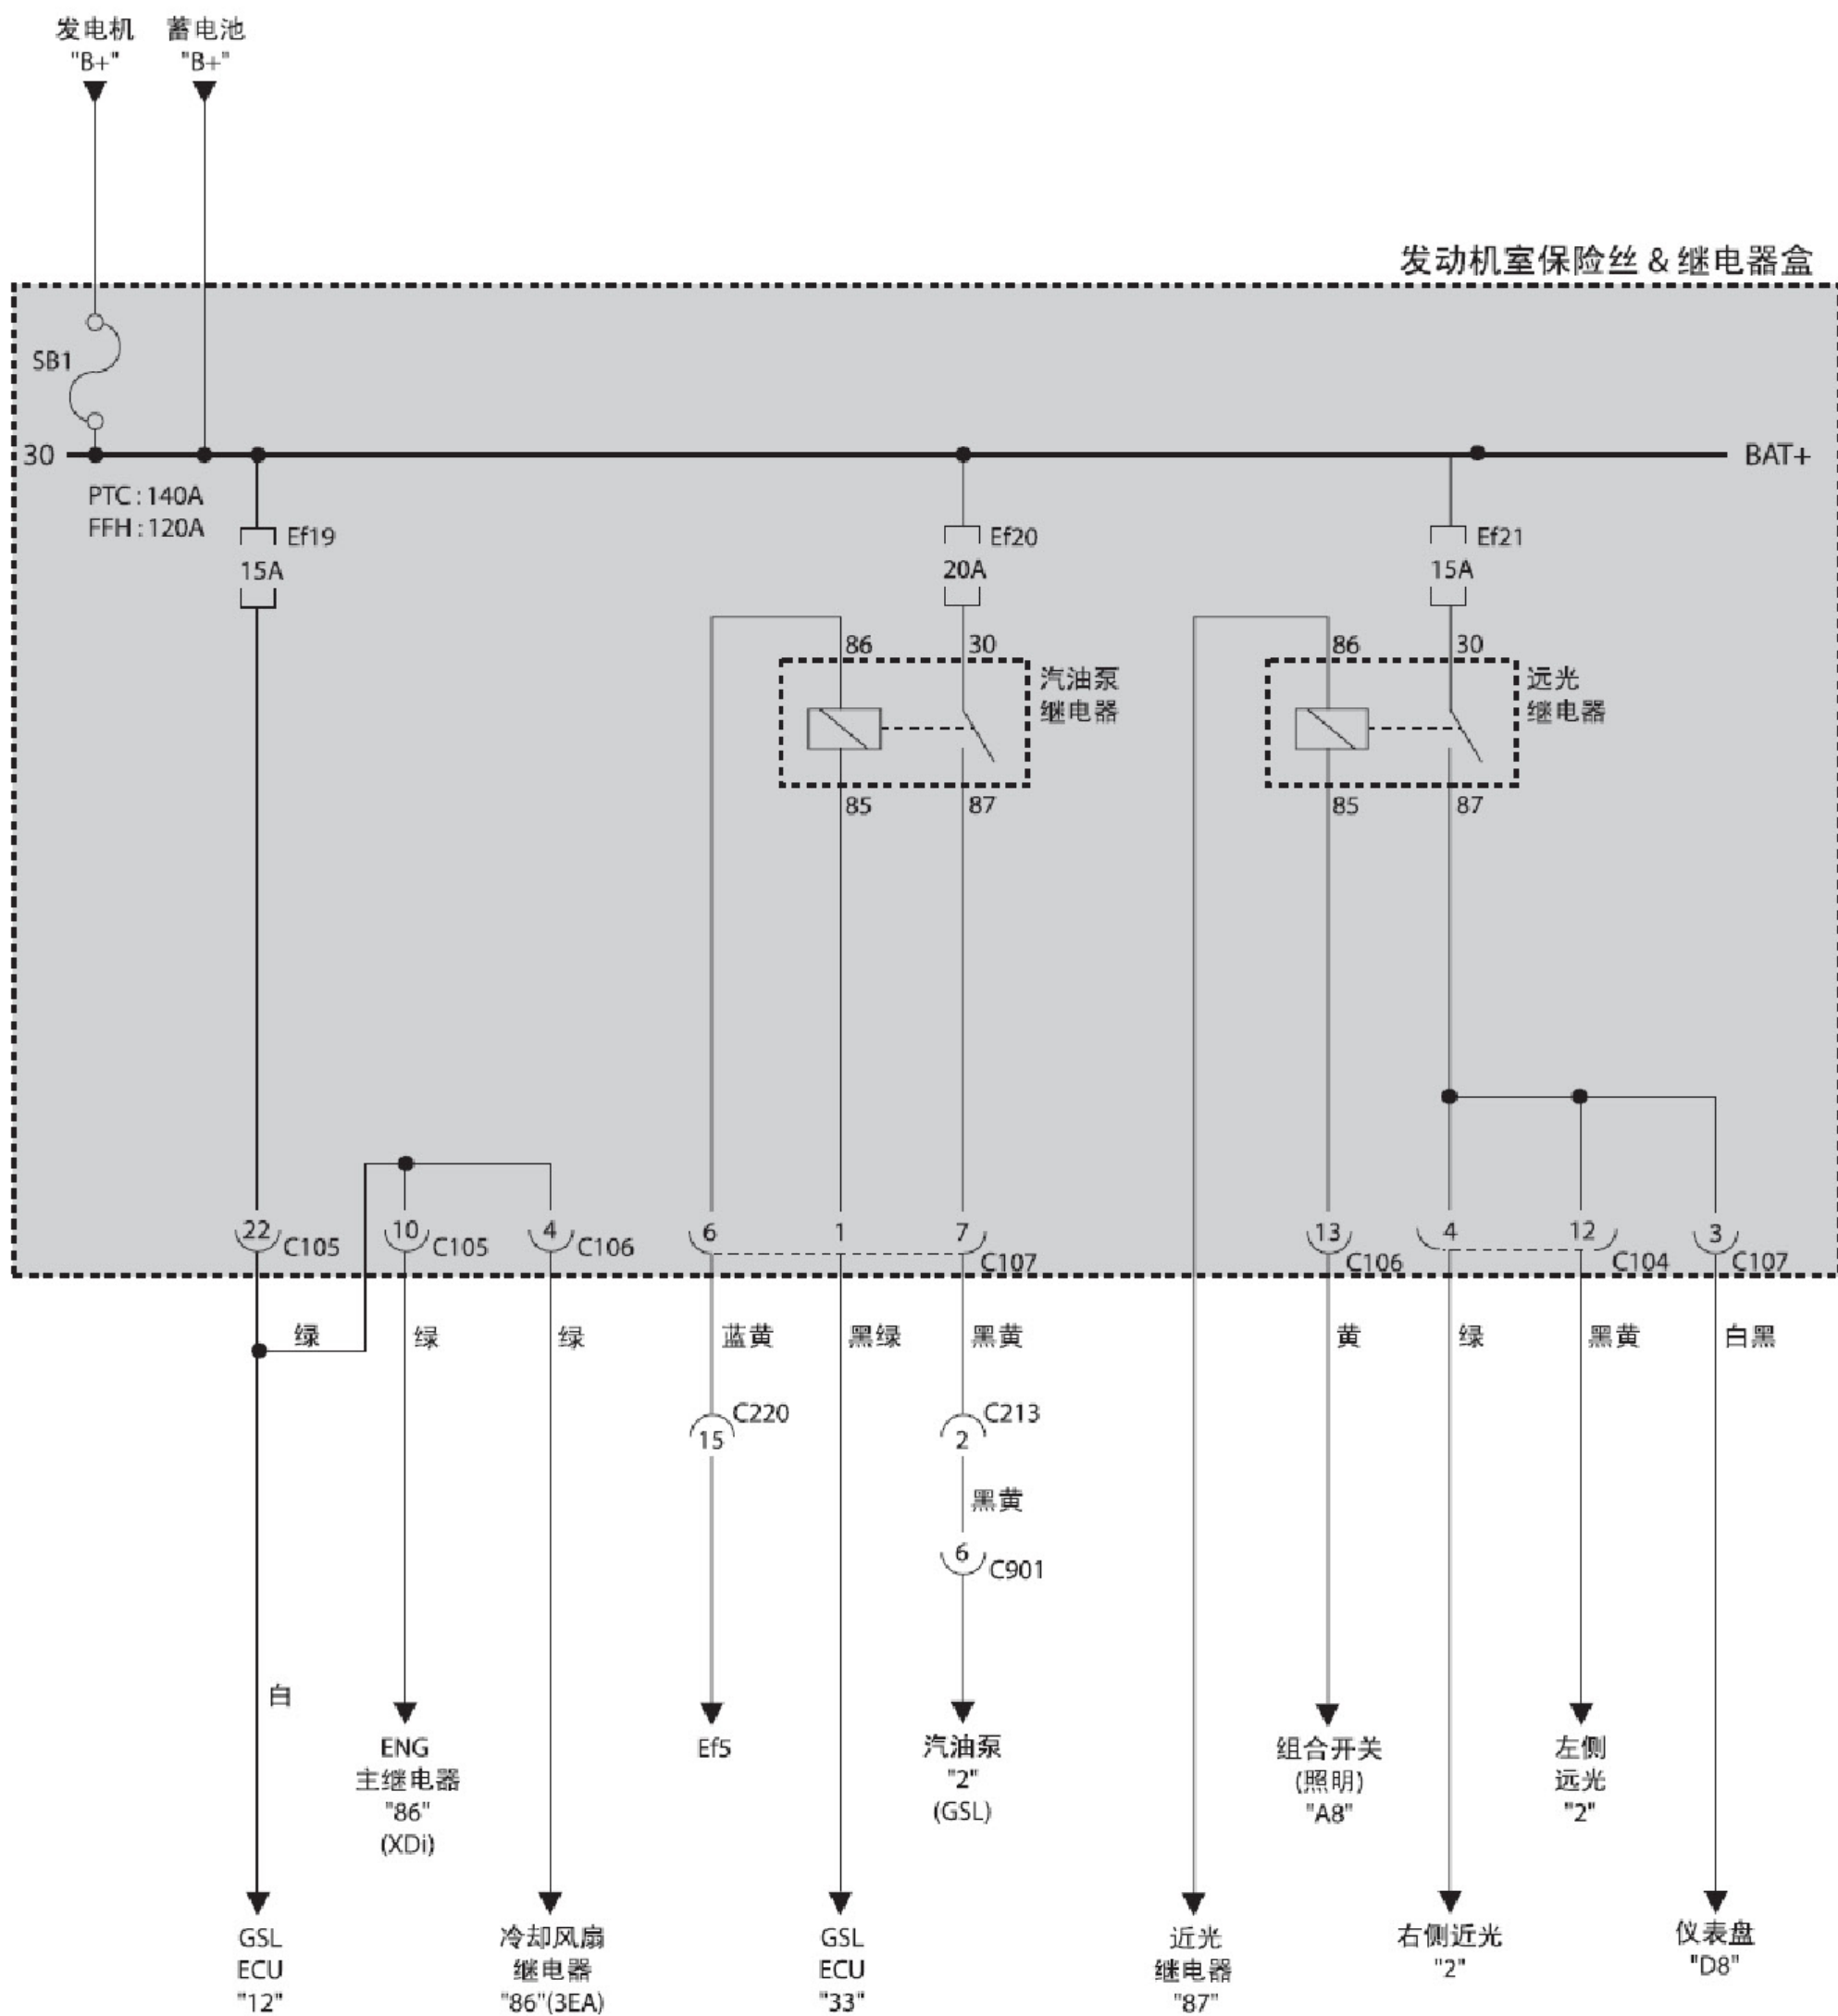 发电机 蓄电池
"B+" "B+"
发动机室保险丝 & 继电器盒
SB1
30 BAT+
PTC : 140A
FFH : 120A
Ef19 Ef20 Ef21
15A 20A 15A
86 30 86 30
汽油泵 远光
继电器 继电器
85 87 85 87
22 10 4 6 1 7 13 4 12 3
C105 C105 C106 C107 C106 C104 C107
绿 绿 绿 蓝黄 黑绿 黑黄 黄 绿 黑黄 白黑
C220 C213
15 2
黑黄
6
C901
白
ENG
主继电器
"86"
(XDi)
Ef5
汽油泵
"2"
(GSL)
组合开关
(照明)
"A8"
左侧
远光
"2"
GSL
ECU
"12"
冷却风扇
继电器
"86"(3EA)
GSL
ECU
"33"
近光
继电器
"87"
右侧近光
"2"
仪表盘
"D8"